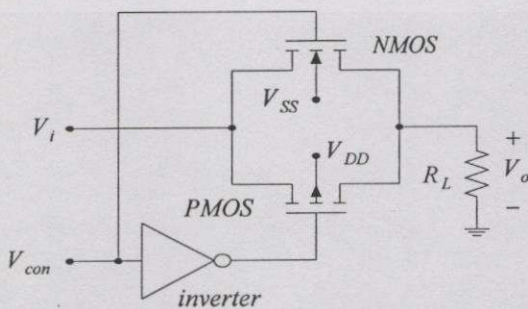 NMOS
V_SS
V_i
V_DD
+
R_L
V_o
−
PMOS
V_con
inverter